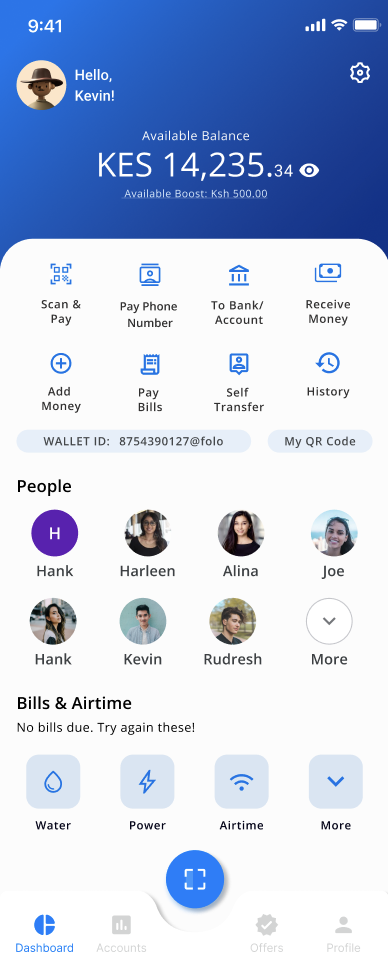 9:41
Hello,
Kevin!
Available Balance
KES 14,235.34
Available Boost: Ksh 500.00
Scan &
Pay
Pay Phone
Number
To Bank/
Account
Receive
Money
Add
Money
Pay
Bills
Self
Transfer
History
WALLET ID: 8754390127@folo
My QR Code
People
H
Hank
Harleen
Alina
Joe
Hank
Kevin
Rudresh
More
Bills & Airtime
No bills due. Try again these!
Water
Power
Airtime
More
Dashboard
Accounts
Offers
Profile